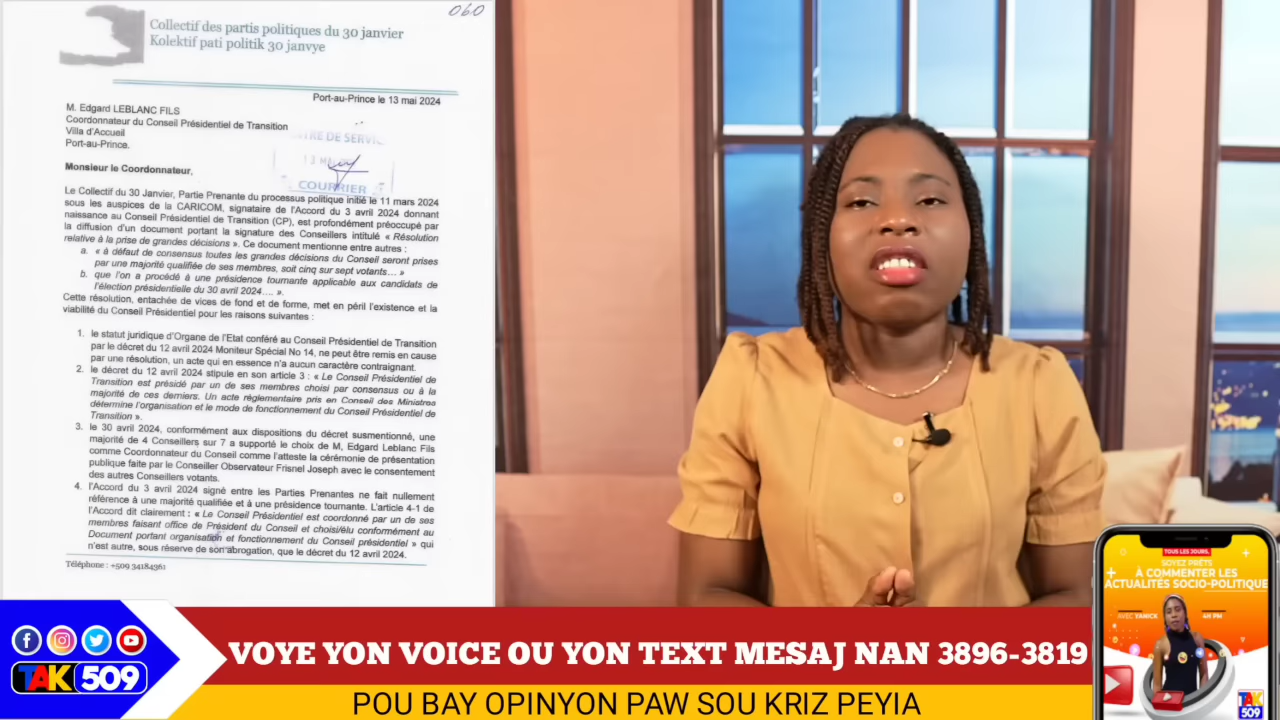 060
Collectif des partis politiques du 30 janvier
Kolektif pati politik 30 janvye
Port-au-Prince le 13 mai 2024
M. Edgard LEBLANC FILS
Coordonnateur du Conseil Présidentiel de Transition
Villa d'Accueil
Port-au-Prince.
COURRIER
Monsieur le Coordonnateur,
Le Collectif du 30 Janvier, Partie Prenante du processus politique initié le 11 mars 2024
sous les auspices de la CARICOM, signataire de l'Accord du 3 avril 2024 donnant
naissance au Conseil Présidentiel de Transition (CP), est profondément préoccupé par
la diffusion d'un document portant la signature des Conseillers intitulé « Résolution
relative à la prise de grandes décisions ». Ce document mentionne entre autres :
a. « à défaut de consensus toutes les grandes décisions du Conseil seront prises
par une majorité qualifiée de ses membres, soit cinq sur sept votants… »
b. que l'on a procédé à une présidence tournante applicable aux candidats de
l'élection présidentielle du 30 avril 2024…. ».
Cette résolution, entachée de vices de fond et de forme, met en péril l'existence et la
viabilité du Conseil Présidentiel pour les raisons suivantes :
1. le statut juridique d'Organe de l'Etat conféré au Conseil Présidentiel de Transition
par le décret du 12 avril 2024 Moniteur Spécial No 14, ne peut être remis en cause
par une résolution, un acte qui en essence n'a aucun caractère contraignant.
2. le décret du 12 avril 2024 stipule en son article 3 : « Le Conseil Présidentiel de
Transition est présidé par un de ses membres choisi par consensus ou à la
majorité de ces derniers. Un acte règlementaire pris en Conseil des Ministres
détermine l'organisation et le mode de fonctionnement du Conseil Présidentiel de
Transition ».
3. le 30 avril 2024, conformément aux dispositions du décret susmentionné, une
majorité de 4 Conseillers sur 7 a supporté le choix de M, Edgard Leblanc Fils
comme Coordonnateur du Conseil comme l'atteste la cérémonie de présentation
publique faite par le Conseiller Observateur Frisnel Joseph avec le consentement
des autres Conseillers votants.
4. l'Accord du 3 avril 2024 signé entre les Parties Prenantes ne fait nullement
référence à une majorité qualifiée et à une présidence tournante. L'article 4-1 de
l'Accord dit clairement : « Le Conseil Présidentiel est coordonné par un de ses
membres faisant office de Président du Conseil et choisi/élu conformément au
Document portant organisation et fonctionnement du Conseil présidentiel » qui
n'est autre, sous réserve de son abrogation, que le décret du 12 avril 2024.
Téléphone : +509 34184361
TAK 509
VOYE YON VOICE OU YON TEXT MESAJ NAN 3896-3819
POU BAY OPINYON PAW SOU KRIZ PEYIA
TOUS LES JOURS,
SOYEZ PRÊTS
À COMMENTER LES
ACTUALITÉS SOCIO-POLITIQUE
AVEC YANICK
4H PM
TAK
509